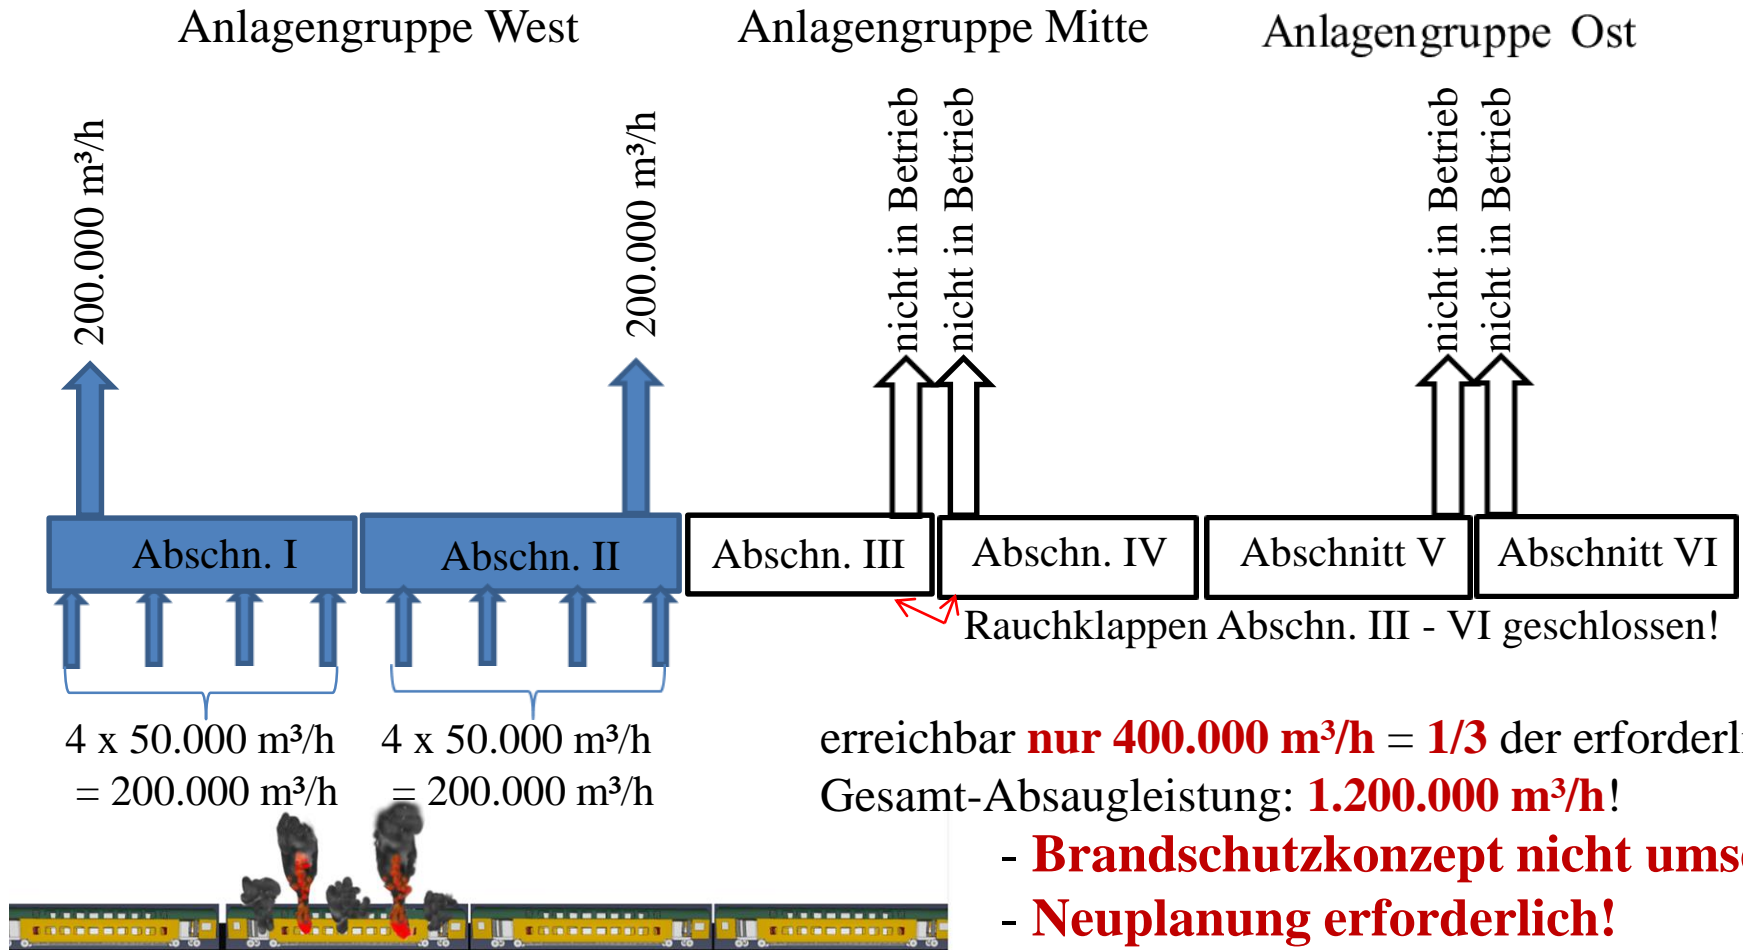 Anlagengruppe West
Anlagengruppe Mitte
Anlagengruppe Ost
200.000 m³/h
200.000 m³/h
nicht in Betrieb
nicht in Betrieb
nicht in Betrieb
nicht in Betrieb
Abschn. I
Abschn. II
Abschn. III
Abschn. IV
Abschnitt V
Abschnitt VI
Rauchklappen Abschn. III - VI geschlossen!
4 x 50.000 m³/h
= 200.000 m³/h
4 x 50.000 m³/h
= 200.000 m³/h
erreichbar nur 400.000 m³/h = 1/3 der
Gesamt-Absaugleistung: 1.200.000 m³/h!
- Brandschutzkonzept nicht
- Neuplanung erforderlich!